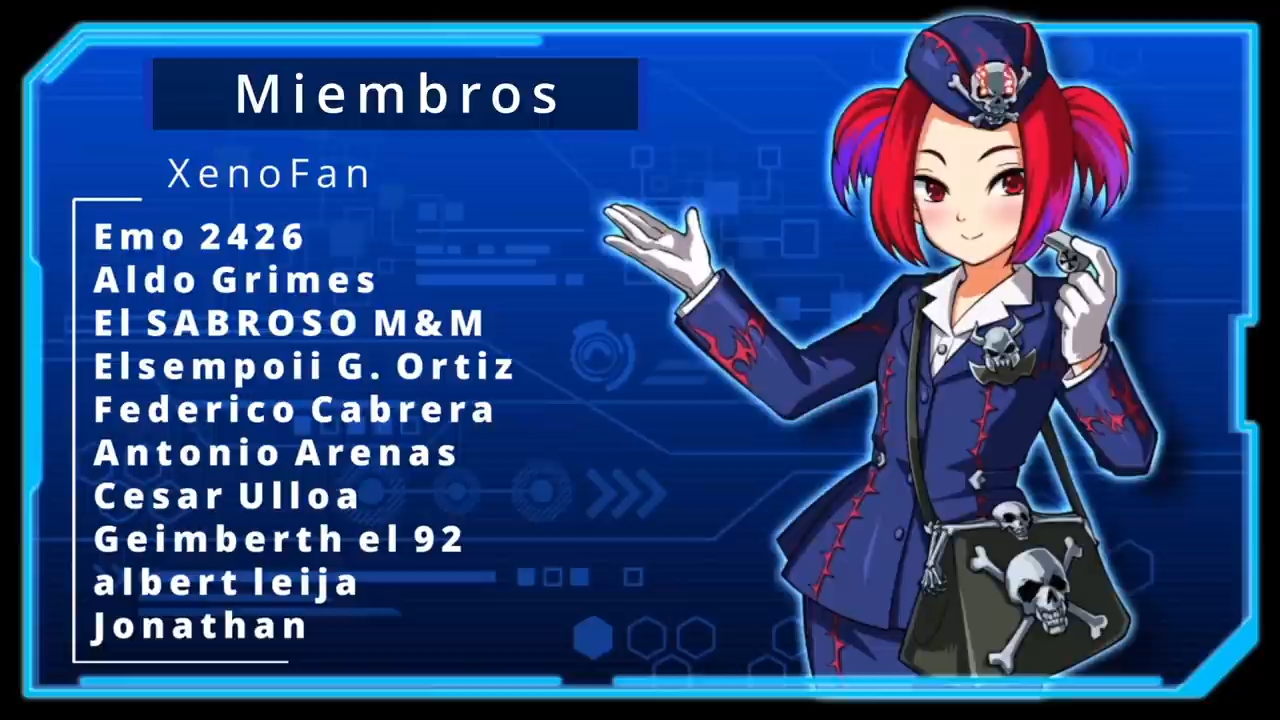 Miembros
XenoFan
Emo 2426
Aldo Grimes
El SABROSO M&M
Elsempoii G. Ortiz
Federico Cabrera
Antonio Arenas
Cesar Ulloa
Geimberth el 92
albert leija
Jonathan